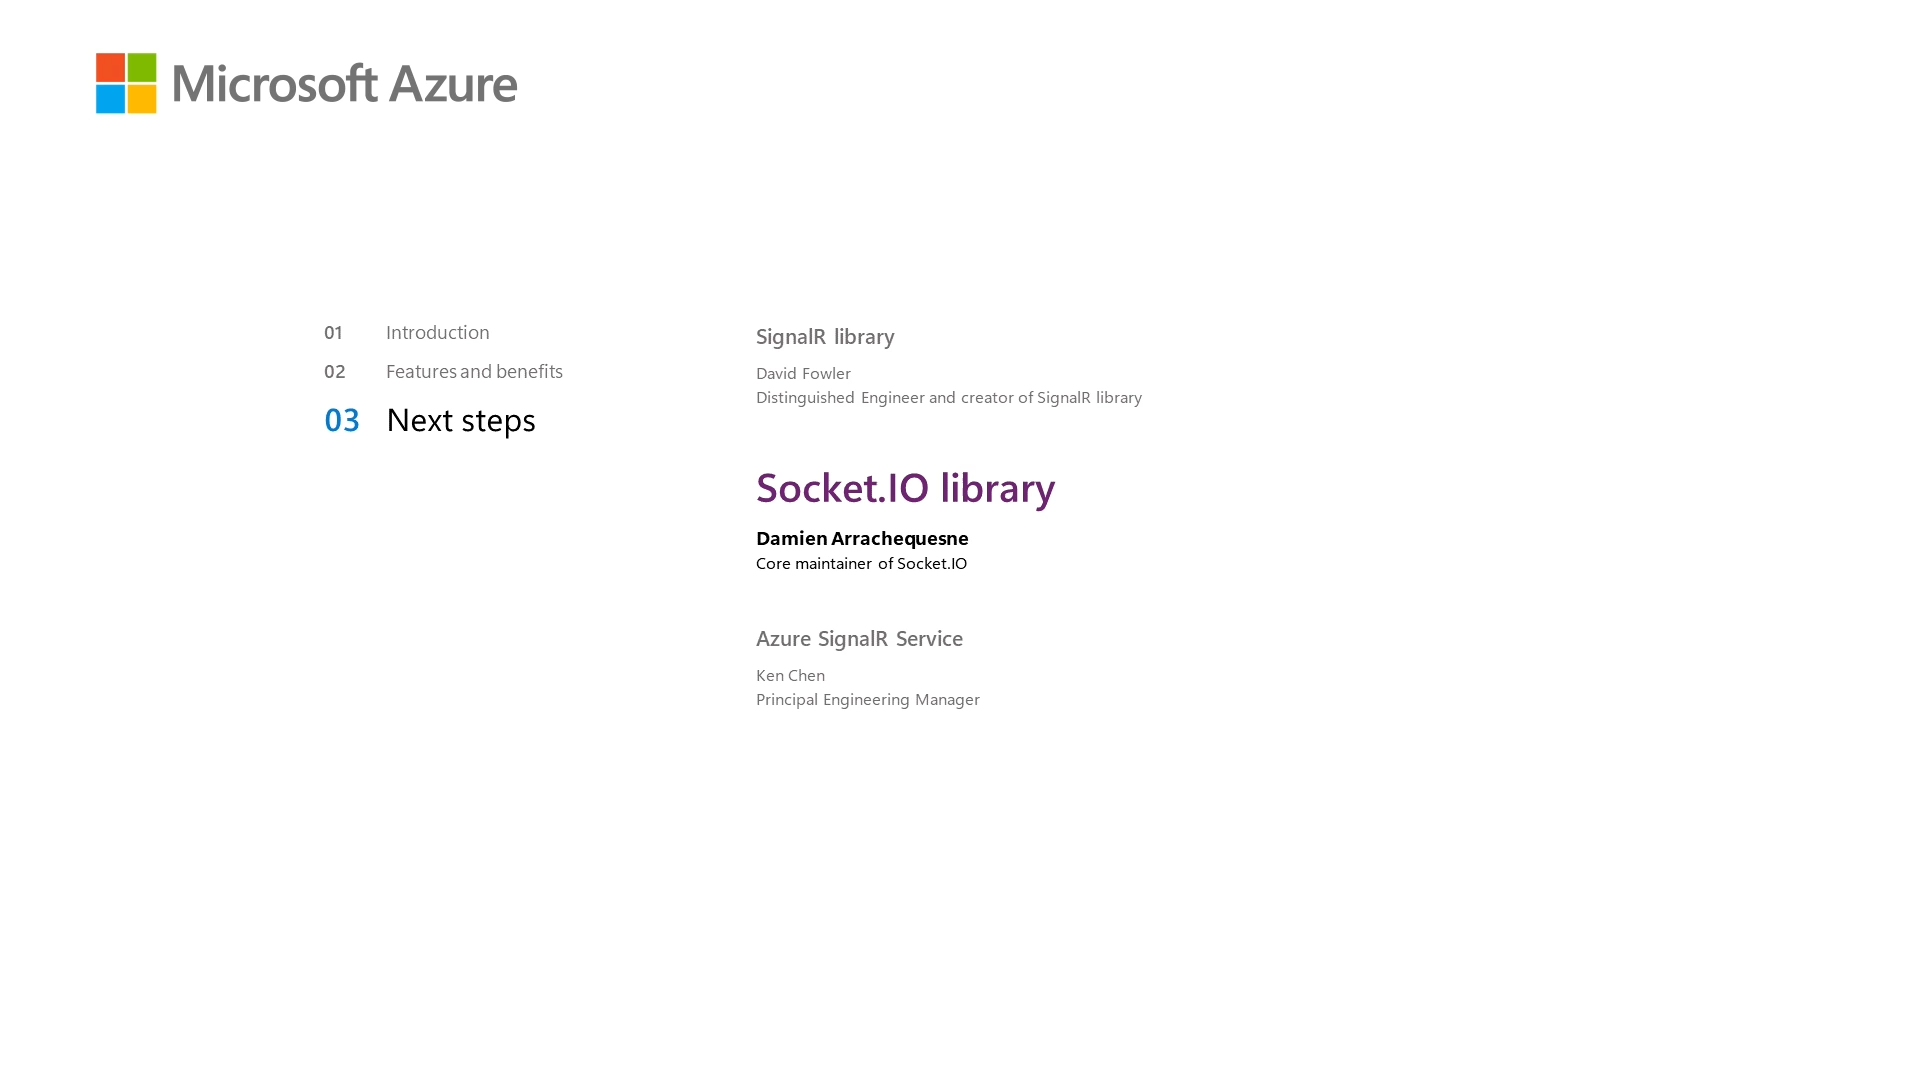 Microsoft Azure
01 Introduction
02 Features and benefits
03 Next steps
SignalR library
David Fowler
Distinguished Engineer and creator of SignalR library
Socket.IO library
Damien Arrachequesne
Core maintainer of Socket.IO
Azure SignalR Service
Ken Chen
Principal Engineering Manager